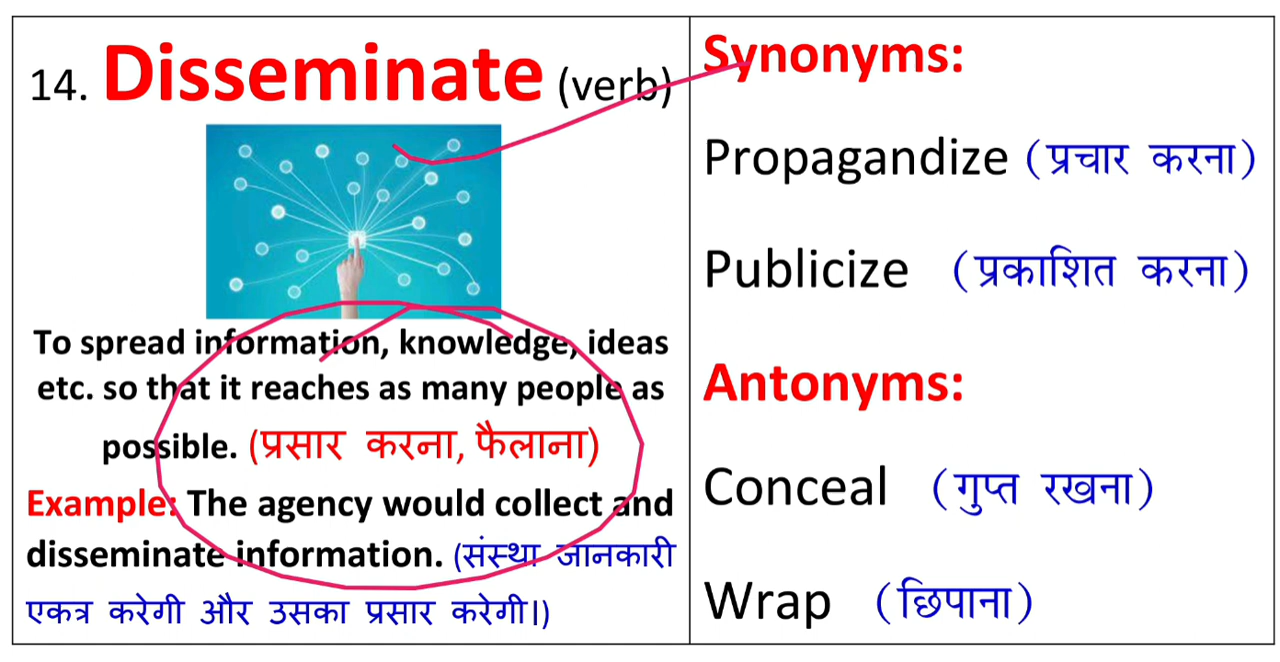 14. Disseminate (verb)
To spread information, knowledge, ideas
etc. so that it reaches as many people as
possible. (प्रसार करना, फैलाना)
Example: The agency would collect and
disseminate information. (संस्था जानकारी
एकत्र करेगी और उसका प्रसार करेगी।)
Synonyms:
Propagandize (प्रचार करना)
Publicize (प्रकाशित करना)
Antonyms:
Conceal (गुप्त रखना)
Wrap (छिपाना)